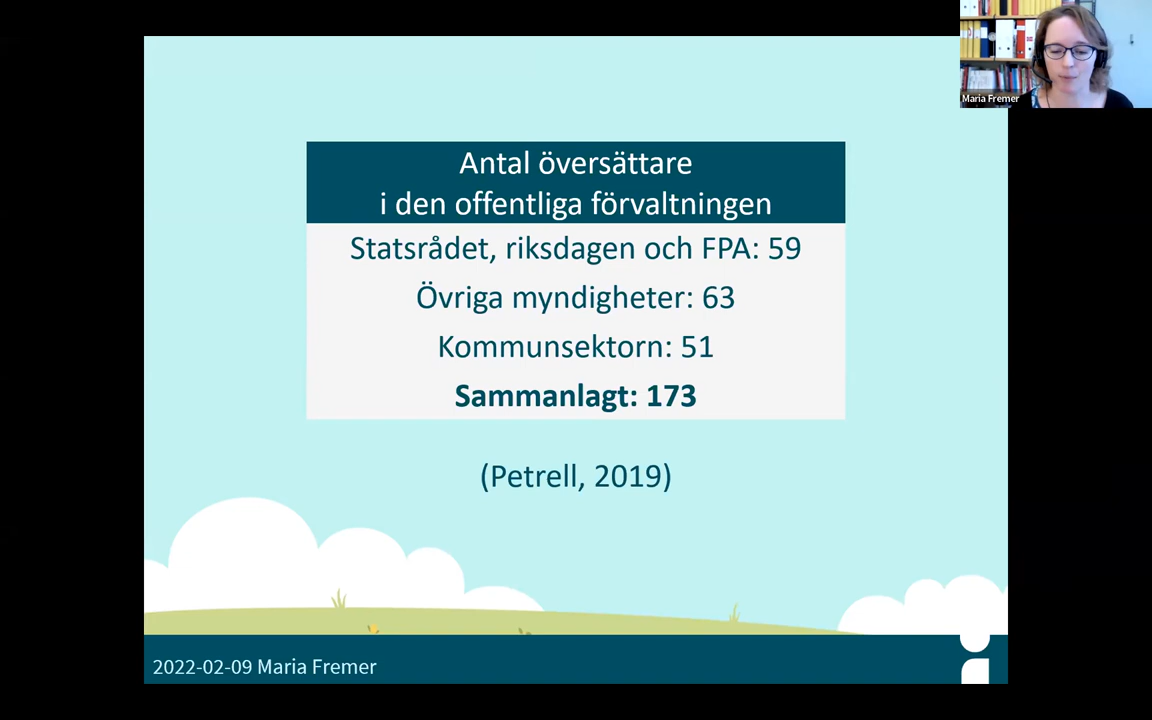 Maria Fremer
Antal översättare
i den offentliga förvaltningen
Statsrådet, riksdagen och FPA: 59
Övriga myndigheter: 63
Kommunsektorn: 51
Sammanlagt: 173
(Petrell, 2019)
2022-02-09 Maria Fremer